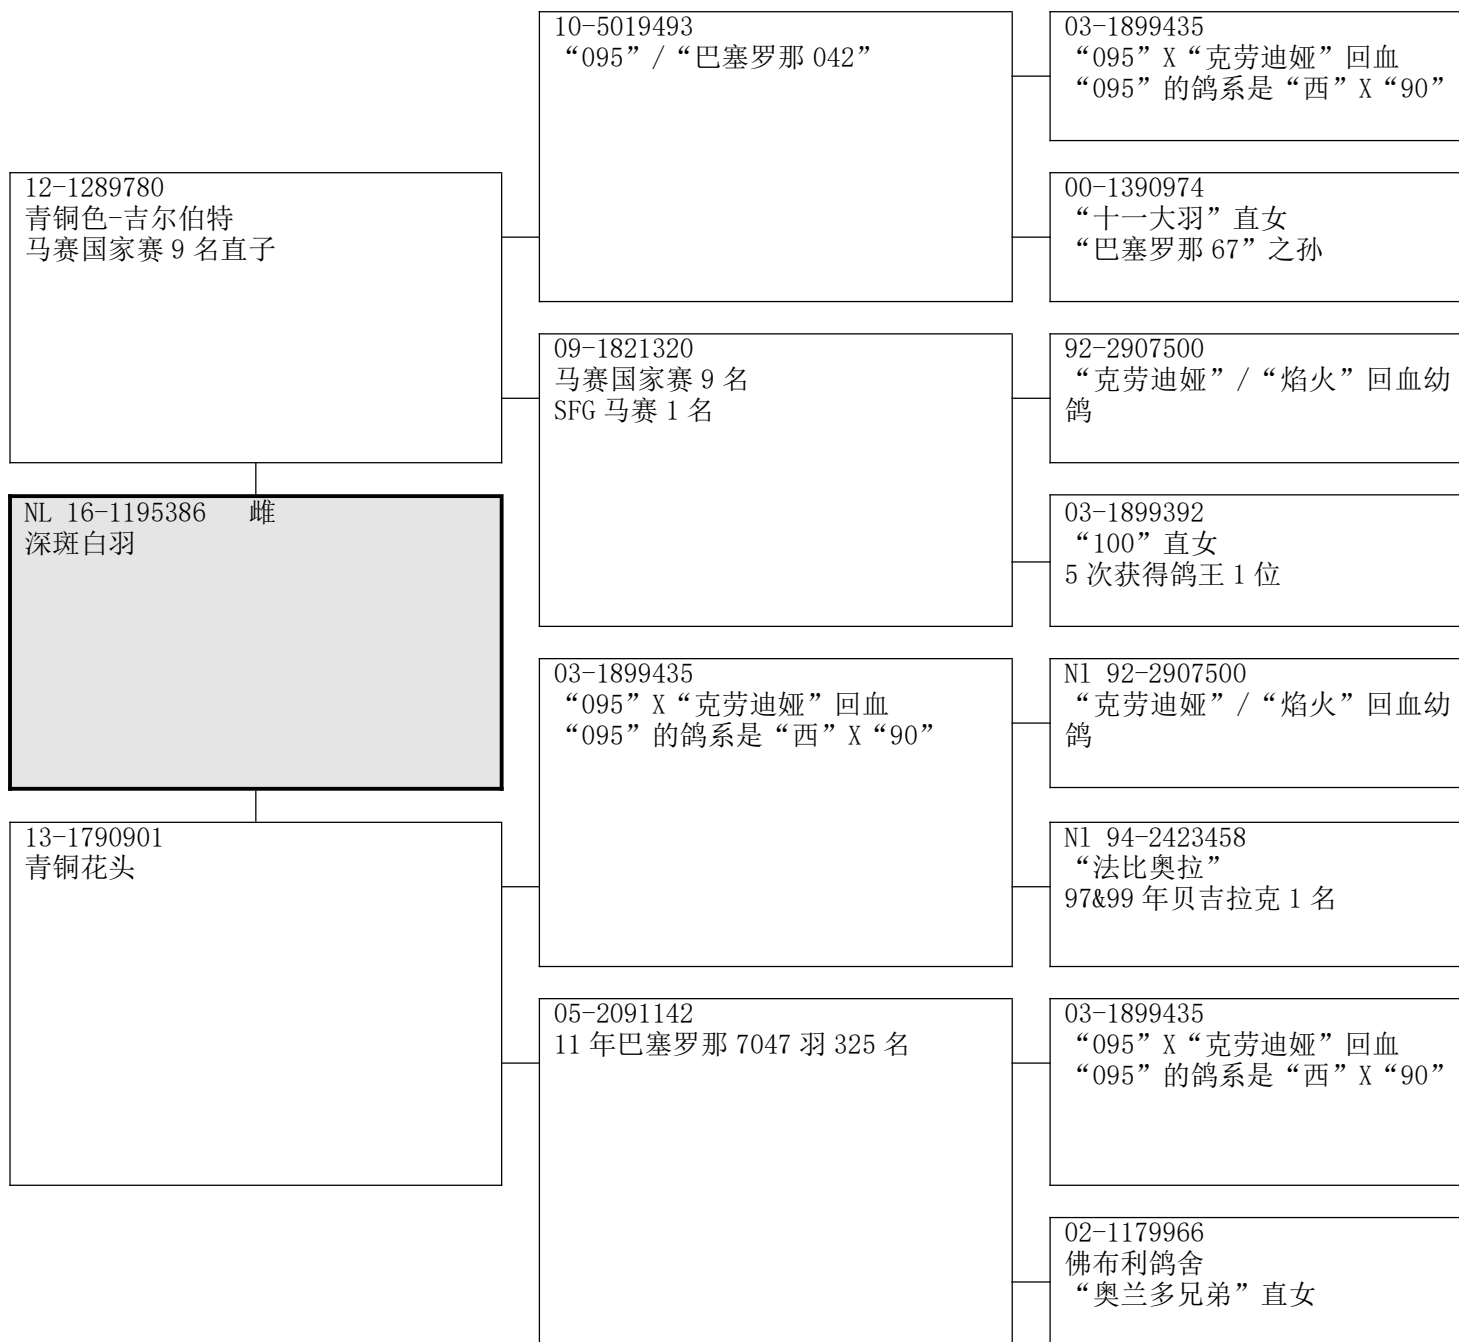 10-5019493
“095” / “巴塞罗那 042”
03-1899435
“095” X “克劳迪娅” 回血
“095” 的鸽系是 “西” X “90”
12-1289780
青铜色-吉尔伯特
马赛国家赛 9 名直子
00-1390974
“十一大羽” 直女
“巴塞罗那 67” 之孙
09-1821320
马赛国家赛 9 名
SFG 马赛 1 名
92-2907500
“克劳迪娅” / “焰火” 回血幼
鸽
NL 16-1195386 雌
深斑白羽
03-1899392
“100” 直女
5 次获得鸽王 1 位
03-1899435
“095” X “克劳迪娅” 回血
“095” 的鸽系是 “西” X “90”
Nl 92-2907500
“克劳迪娅” / “焰火” 回血幼
鸽
13-1790901
青铜花头
Nl 94-2423458
“法比奥拉”
97&99 年贝吉拉克 1 名
05-2091142
11 年巴塞罗那 7047 羽 325 名
03-1899435
“095” X “克劳迪娅” 回血
“095” 的鸽系是 “西” X “90”
02-1179966
佛布利鸽舍
“奥兰多兄弟” 直女